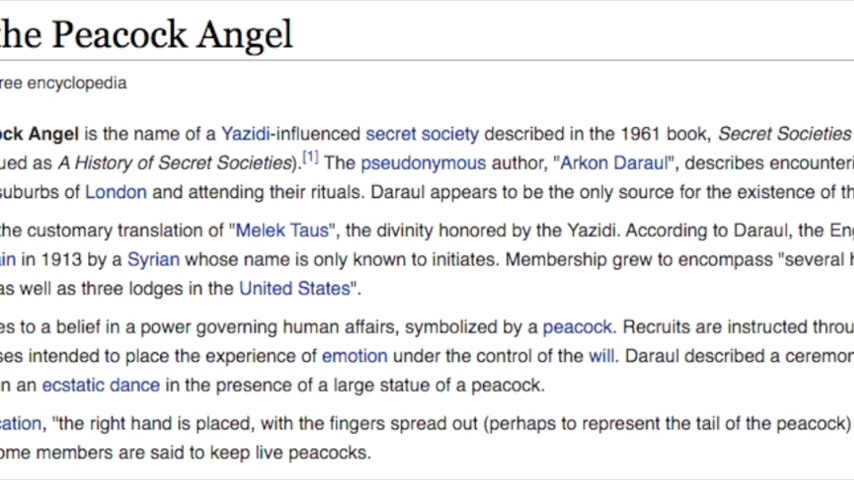 the Peacock Angel
ree encyclopedia
ock Angel is the name of a Yazidi-influenced secret society described in the 1961 book, Secret Societies
ued as A History of Secret Societies).[1] The pseudonymous author, "Arkon Daraul", describes encounteri
suburbs of London and attending their rituals. Daraul appears to be the only source for the existence of th
the customary translation of "Melek Taus", the divinity honored by the Yazidi. According to Daraul, the Eng
in in 1913 by a Syrian whose name is only known to initiates. Membership grew to encompass "several h
as well as three lodges in the United States".
es to a belief in a power governing human affairs, symbolized by a peacock. Recruits are instructed throu
ses intended to place the experience of emotion under the control of the will. Daraul described a ceremon
n an ecstatic dance in the presence of a large statue of a peacock.
cation, "the right hand is placed, with the fingers spread out (perhaps to represent the tail of the peacock)
ome members are said to keep live peacocks.